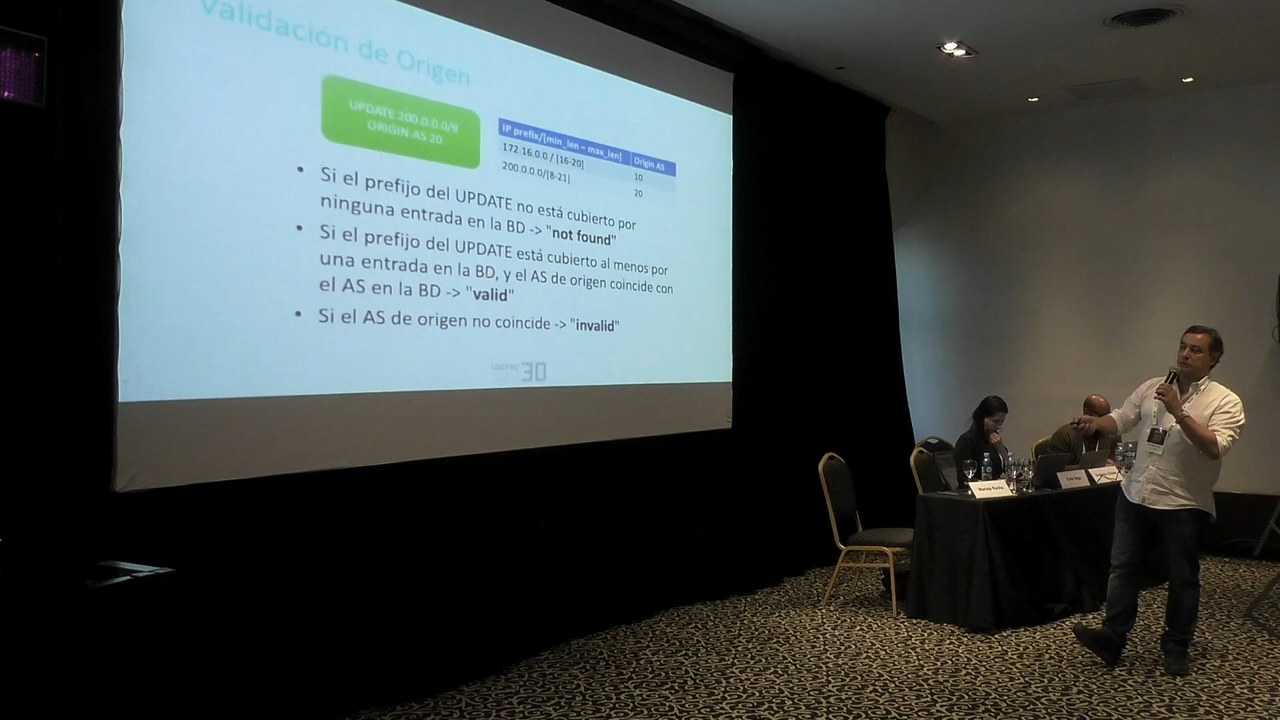 Validación de Origen
UPDATE 200.0.0.0/9
ORIGIN-AS 20
IP prefix/[min_len – max_len] Origin AS
172.16.0.0 / [16-20] 10
200.0.0.0/[8-21] 20
• Si el prefijo del UPDATE no está cubierto por
ninguna entrada en la BD -> "not found"
• Si el prefijo del UPDATE está cubierto al menos por
una entrada en la BD, y el AS de origen coincide con
el AS en la BD -> "valid"
• Si el AS de origen no coincide -> "invalid"
lacnic 30